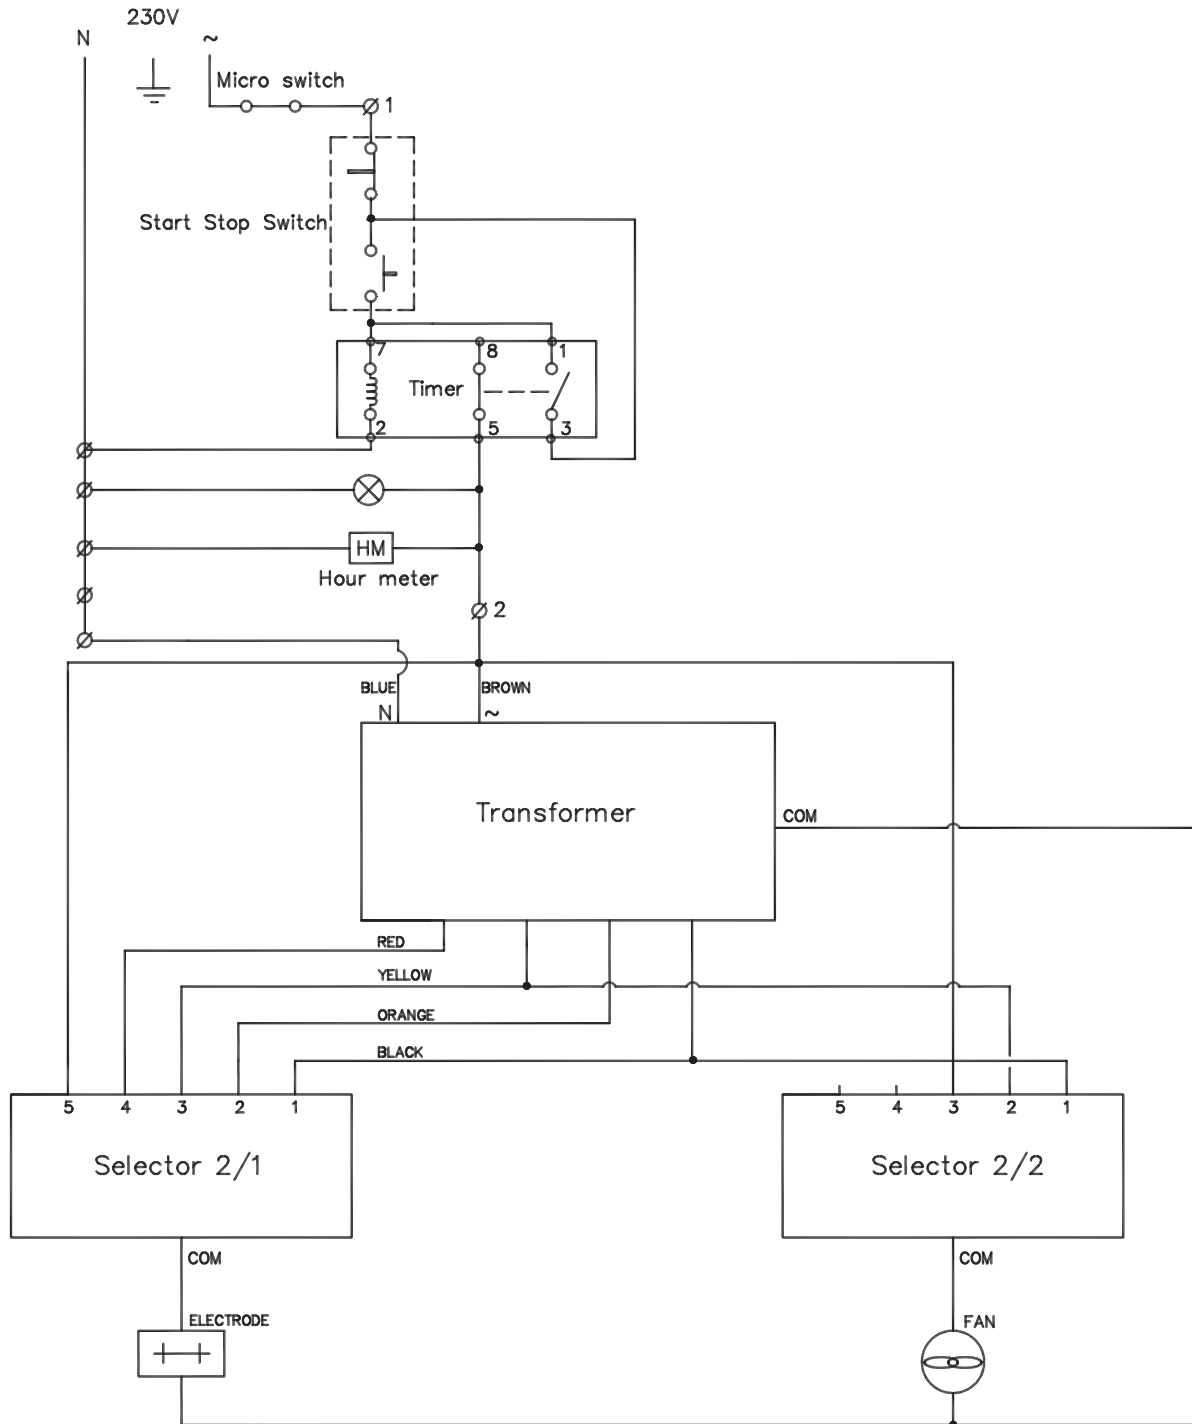 230V
N
~
Micro switch
1
Start Stop Switch
7
8
1
Timer
2
5
3
HM
Hour meter
2
BLUE
BROWN
N
~
Transformer
COM
RED
YELLOW
ORANGE
BLACK
5 4 3 2 1
5 4 3 2 1
Selector 2/1
Selector 2/2
COM
COM
ELECTRODE
FAN